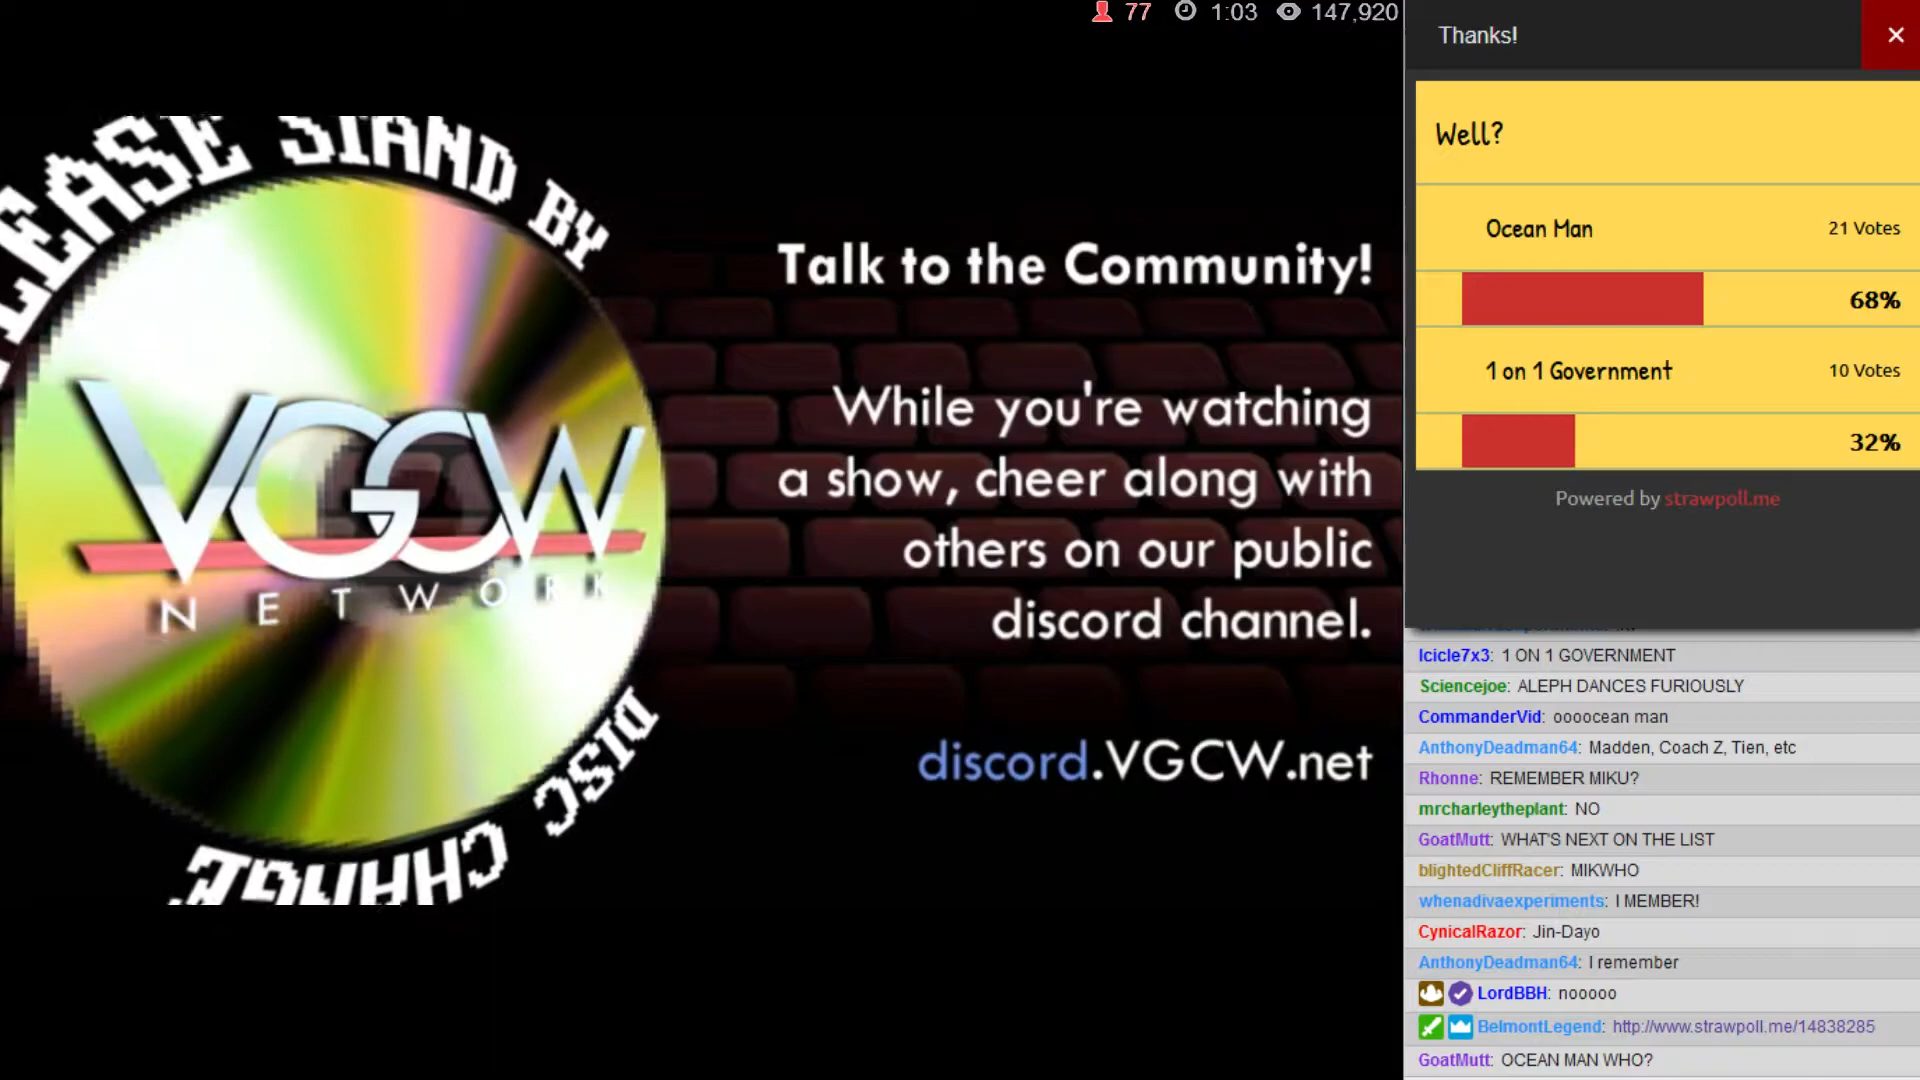 77 1:03 147,920
PLEASE STAND BY
VGCW
NETWORK
DISC CHANGE
Talk to the Community!
While you're watching
a show, cheer along with
others on our public
discord channel.
discord.VGCW.net
Thanks!
Well?
Ocean Man 21 Votes
68%
1 on 1 Government 10 Votes
32%
Powered by strawpoll.me
Icicle7x3: 1 ON 1 GOVERNMENT
Sciencejoe: ALEPH DANCES FURIOUSLY
CommanderVid: oooocean man
AnthonyDeadman64: Madden, Coach Z, Tien, etc
Rhonne: REMEMBER MIKU?
mrcharleytheplant: NO
GoatMutt: WHAT'S NEXT ON THE LIST
blightedCliffRacer: MIKWHO
whenadivaexperiments: I MEMBER!
CynicalRazor: Jin-Dayo
AnthonyDeadman64: I remember
LordBBH: nooooo
BelmontLegend: http://www.strawpoll.me/14838285
GoatMutt: OCEAN MAN WHO?